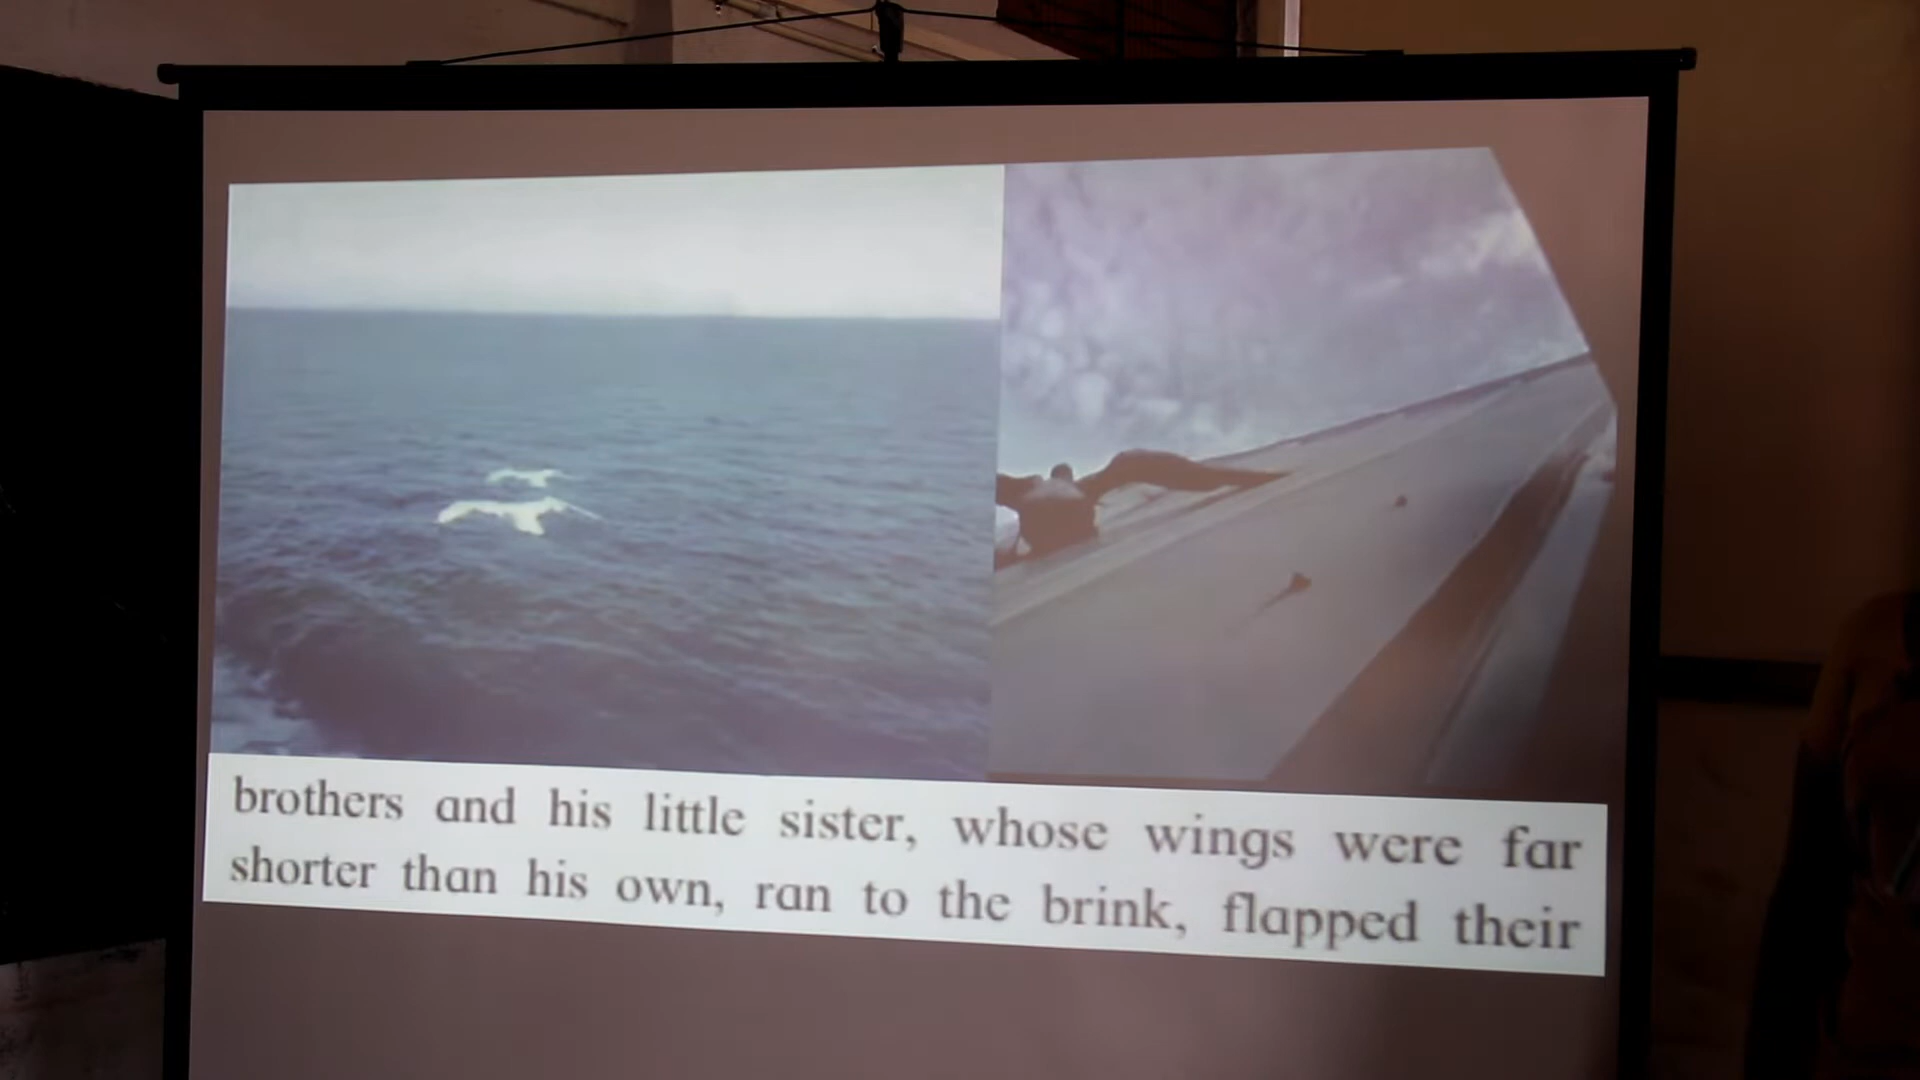 brothers and his little sister, whose wings were far
shorter than his own, ran to the brink, flapped their